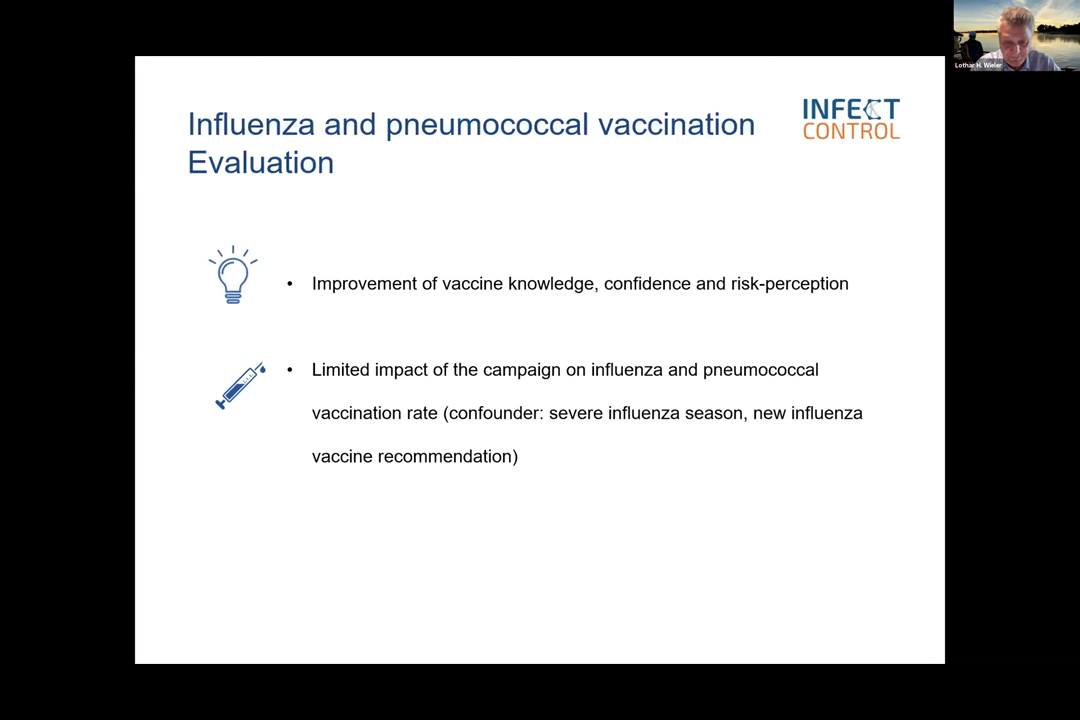 Lothar H. Wieler
INFECT
CONTROL
Influenza and pneumococcal vaccination
Evaluation
• Improvement of vaccine knowledge, confidence and risk-perception
• Limited impact of the campaign on influenza and pneumococcal
vaccination rate (confounder: severe influenza season, new influenza
vaccine recommendation)